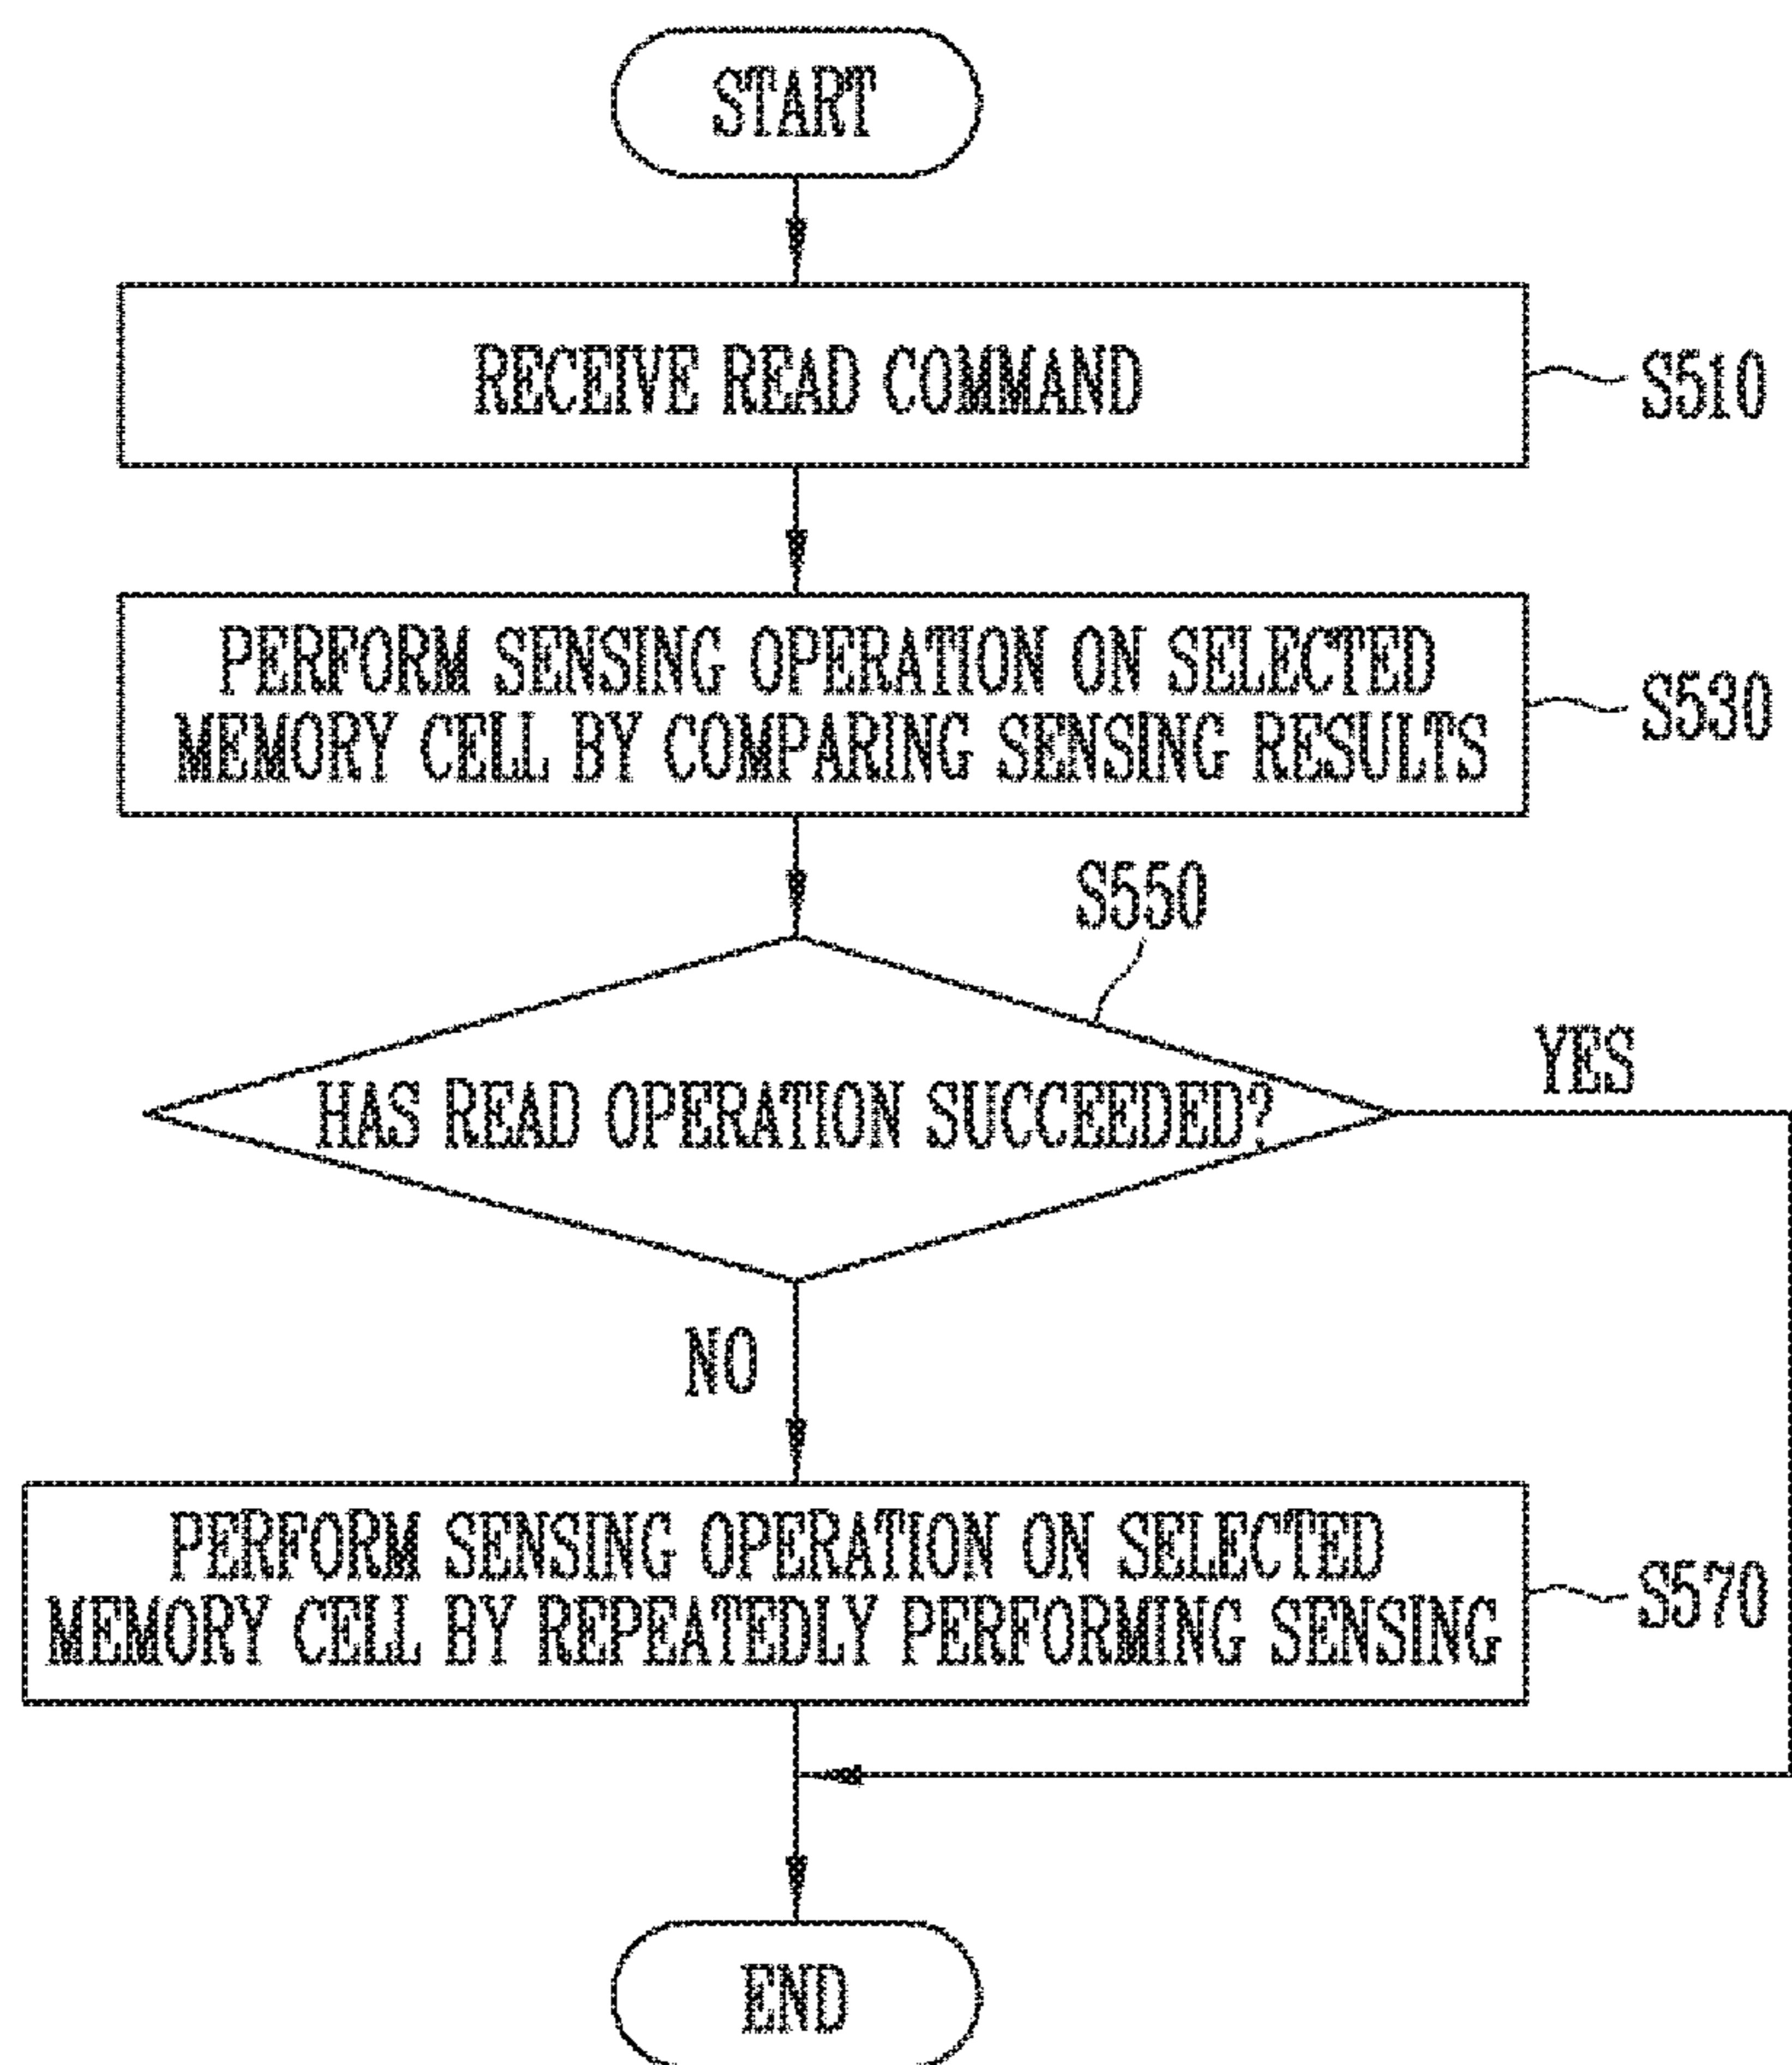 START
RECEIVE READ COMMAND
S510
PERFORM SENSING OPERATION ON SELECTED
MEMORY CELL BY COMPARING SENSING RESULTS
S530
S550
HAS READ OPERATION SUCCEEDED?
YES
NO
PERFORM SENSING OPERATION ON SELECTED
MEMORY CELL BY REPEATEDLY PERFORMING SENSING
S570
END